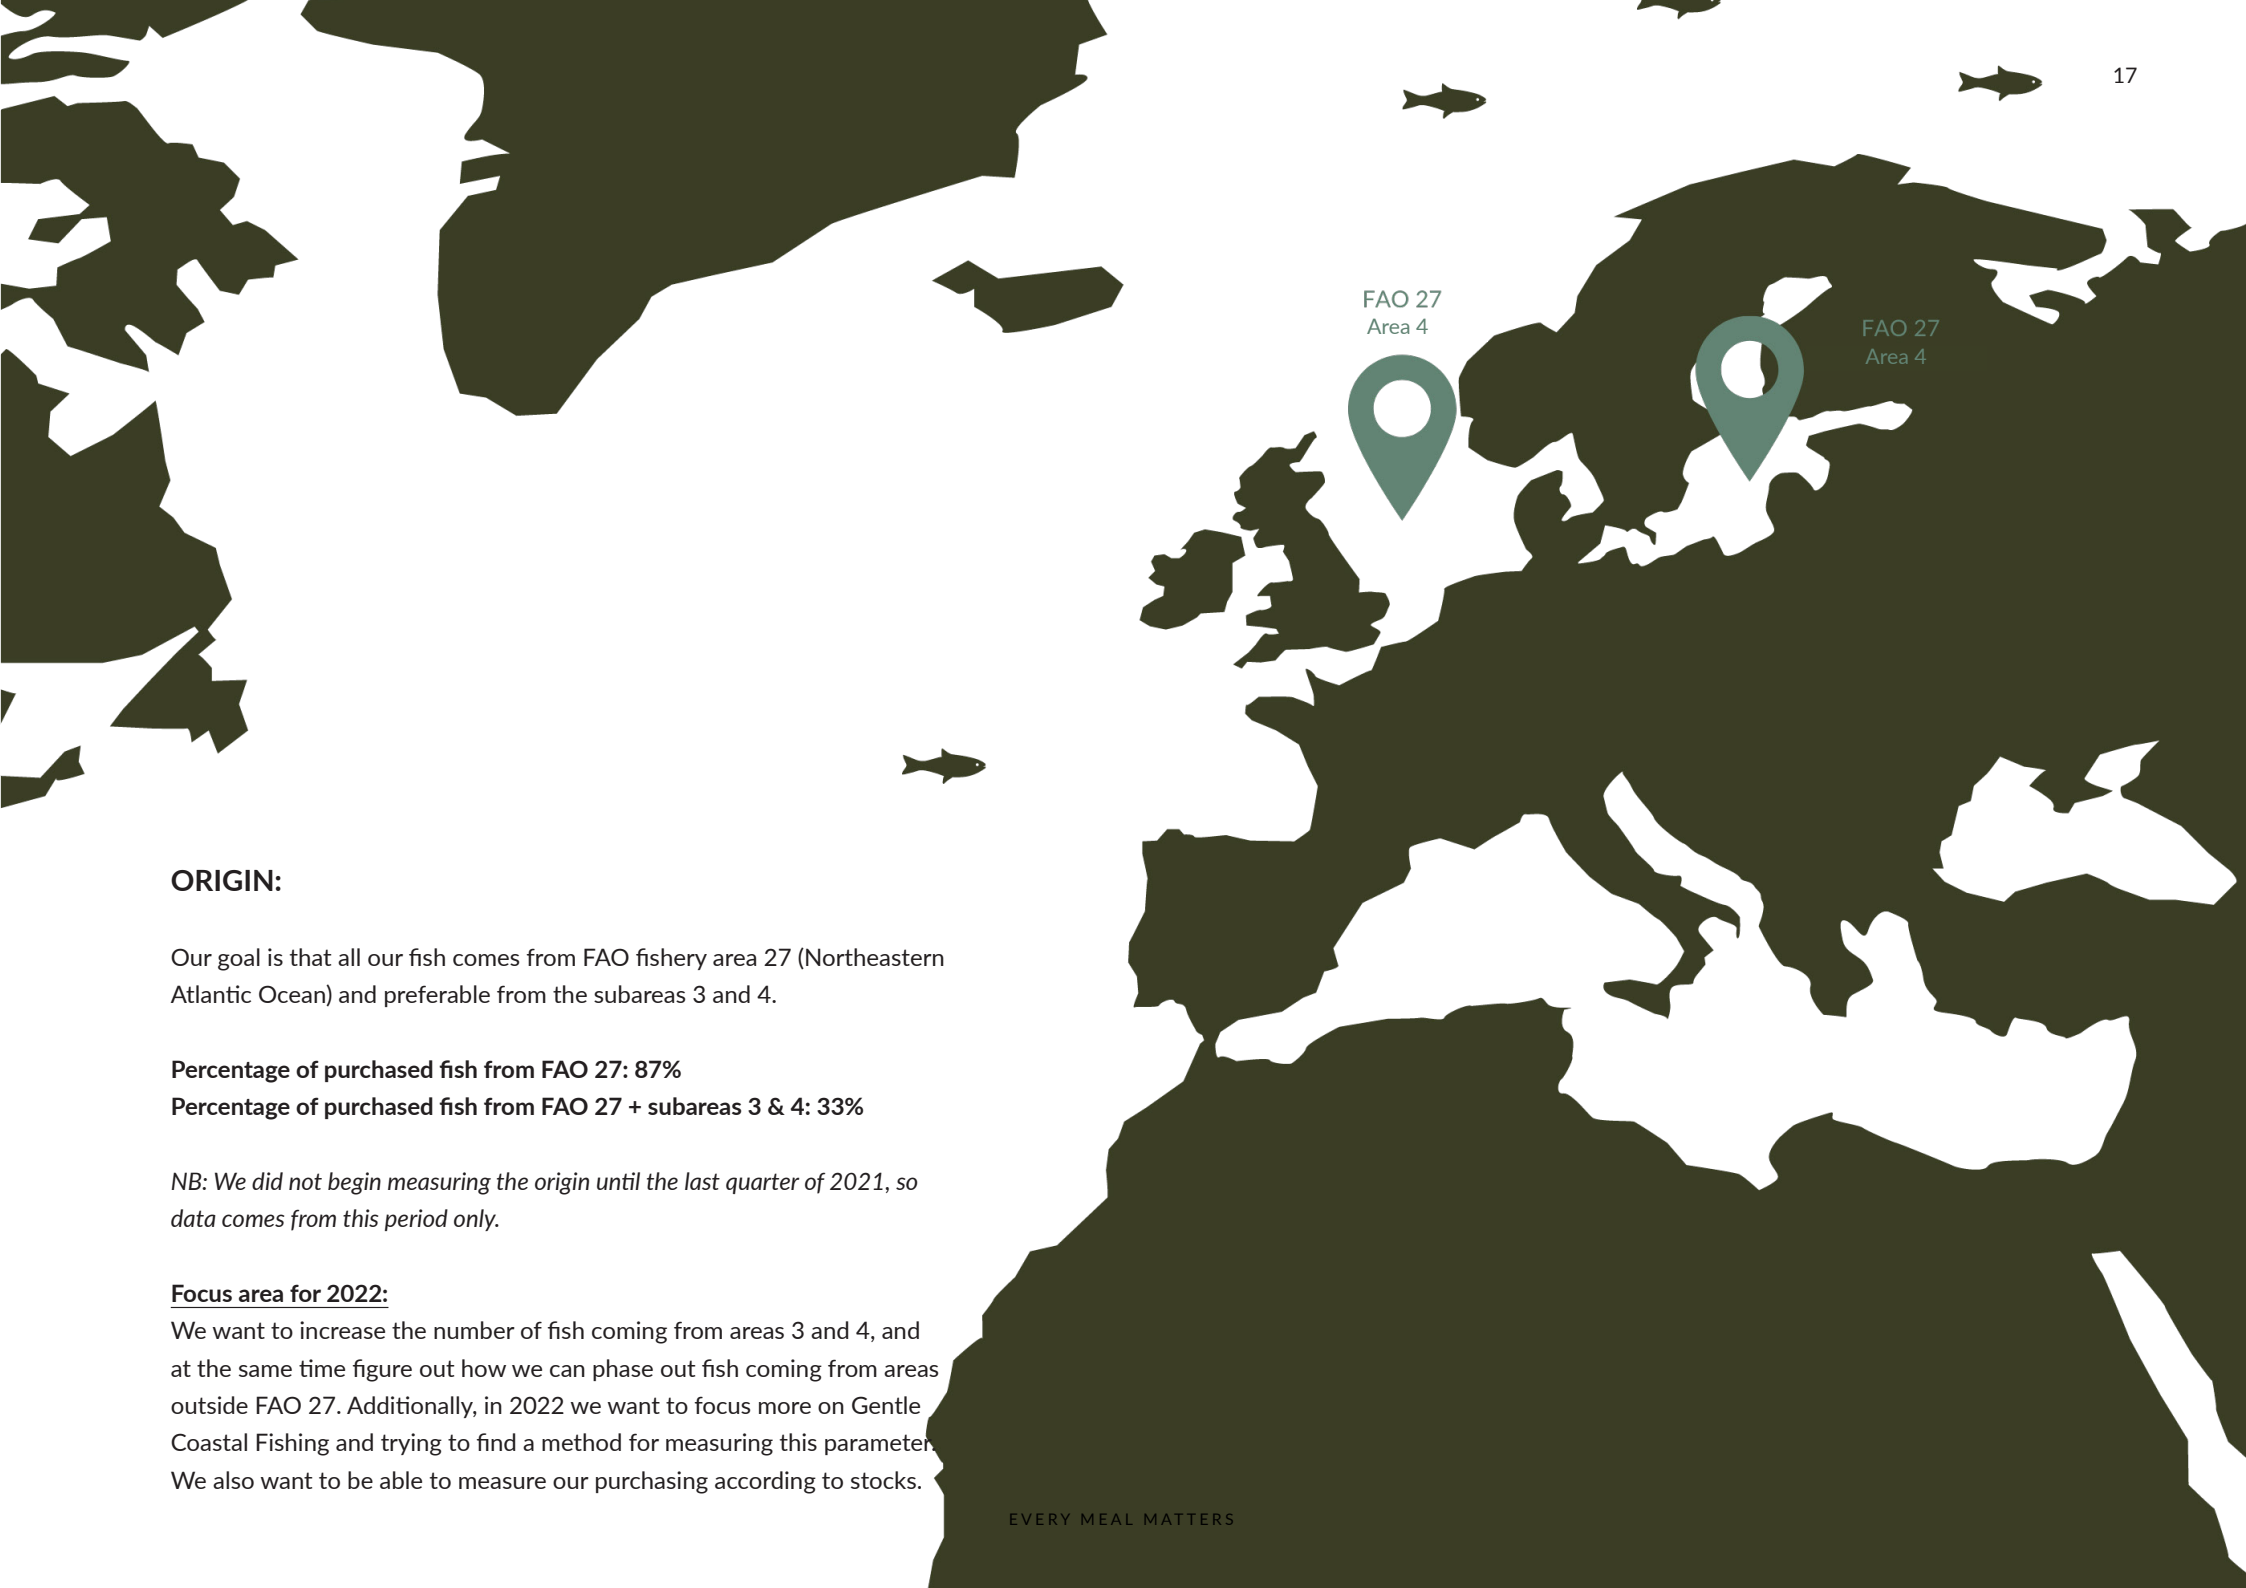 17
FAO 27
Area 4
FAO 27
Area 4
ORIGIN:
Our goal is that all our fish comes from FAO fishery area 27 (Northeastern
Atlantic Ocean) and preferable from the subareas 3 and 4.
Percentage of purchased fish from FAO 27: 87%
Percentage of purchased fish from FAO 27 + subareas 3 & 4: 33%
NB: We did not begin measuring the origin until the last quarter of 2021, so
data comes from this period only.
Focus area for 2022:
We want to increase the number of fish coming from areas 3 and 4, and
at the same time figure out how we can phase out fish coming from areas
outside FAO 27. Additionally, in 2022 we want to focus more on Gentle
Coastal Fishing and trying to find a method for measuring this parameter.
We also want to be able to measure our purchasing according to stocks.
EVERY MEAL MATTERS